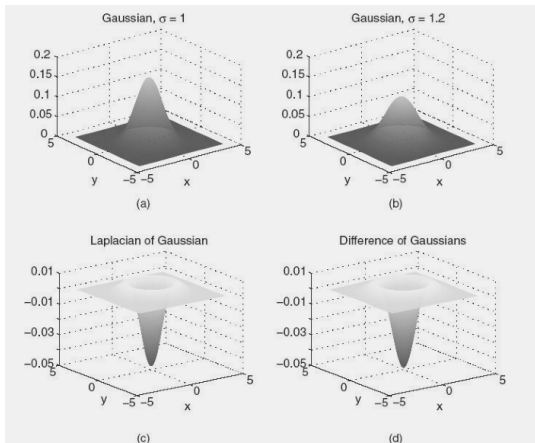 Gaussian, σ = 1
0.2
0.15
0.1
0.05
0
5
0
−5
−5
0
5
y
x
(a)
Gaussian, σ = 1.2
0.2
0.15
0.1
0.05
0
5
0
−5
−5
0
5
y
x
(b)
Laplacian of Gaussian
0.01
−0.01
−0.03
−0.05
5
0
−5
−5
0
5
y
x
(c)
Difference of Gaussians
0.01
−0.01
−0.03
−0.05
5
0
−5
−5
0
5
y
x
(d)